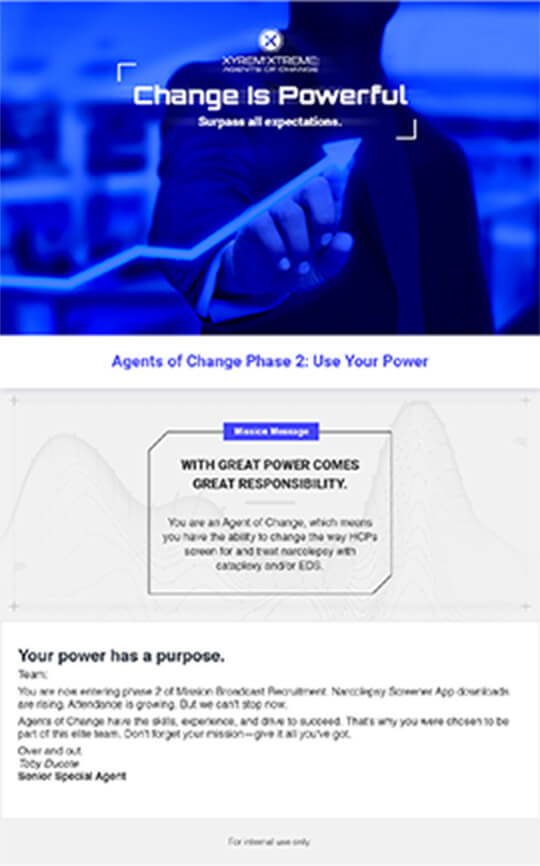 XYREM XTREME
AGENTS OF CHANGE
Change Is Powerful
Surpass all expectations.
Agents of Change Phase 2: Use Your Power
Mission Message
WITH GREAT POWER COMES
GREAT RESPONSIBILITY.
You are an Agent of Change, which means
you have the ability to change the way HCPs
screen for and treat narcolepsy with
cataplexy and/or EDS.
Your power has a purpose.
Team:
You are now entering phase 2 of Mission Broadcast Recruitment. Narcolepsy Screener App downloads
are rising. Attendance is growing. But we can't stop now.
Agents of Change have the skills, experience, and drive to succeed. That's why you were chosen to be
part of this elite team. Don't forget your mission—give it all you've got.
Over and out.
Toby Ducote
Senior Special Agent
For internal use only.